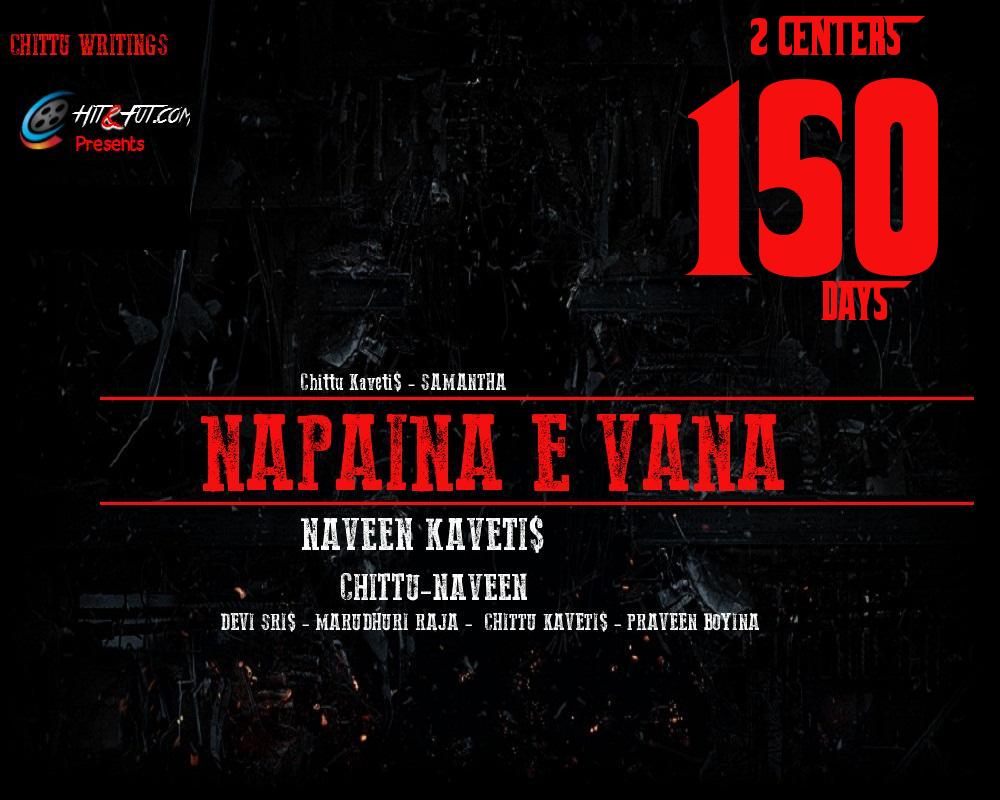 CHITTU WRITINGS
HIT&FUT.COM
Presents
2 CENTERS
150
DAYS
Chittu Kaveti$ - SAMANTHA
NAPAINA E VANA
NAVEEN KAVETI$
CHITTU-NAVEEN
DEVI SRI$ - MARUDHURI RAJA - CHITTU KAVETI$ - PRAVEEN BOYINA